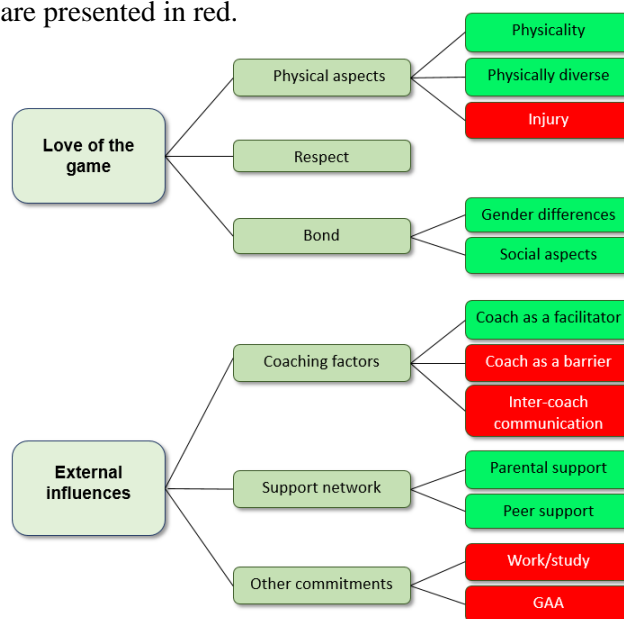 are presented in red.
Love of the
game
Physical aspects
Physicality
Physically diverse
Injury
Respect
Bond
Gender differences
Social aspects
External
influences
Coaching factors
Coach as a facilitator
Coach as a barrier
Inter-coach
communication
Support network
Parental support
Peer support
Other commitments
Work/study
GAA